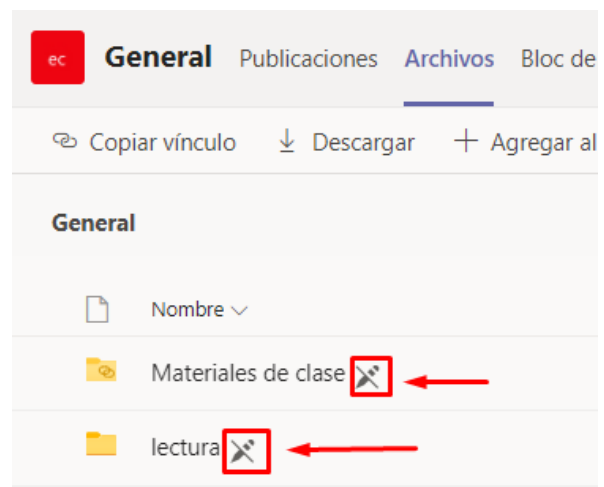 ec General Publicaciones Archivos Bloc de
Copiar vínculo Descargar Agregar al
General
Nombre
Materiales de clase
lectura